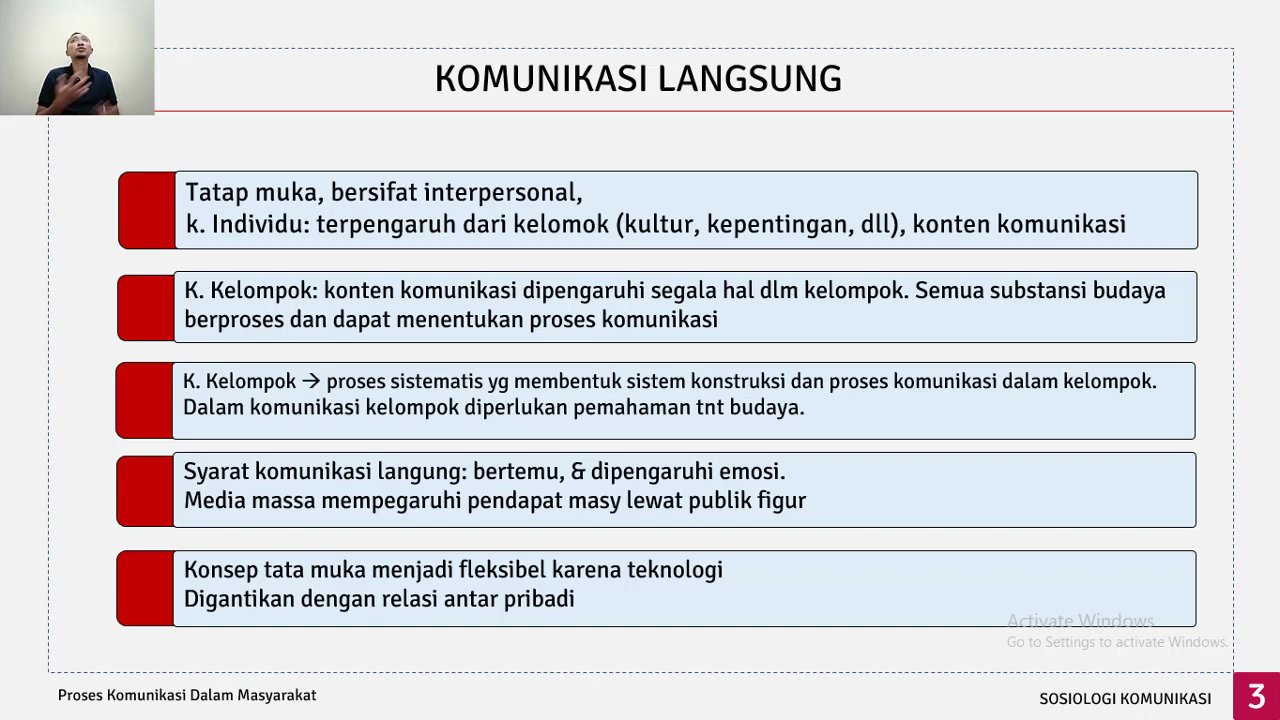 KOMUNIKASI LANGSUNG
Tatap muka, bersifat interpersonal,
k. Individu: terpengaruh dari kelomok (kultur, kepentingan, dll), konten komunikasi
K. Kelompok: konten komunikasi dipengaruhi segala hal dlm kelompok. Semua substansi budaya
berproses dan dapat menentukan proses komunikasi
K. Kelompok → proses sistematis yg membentuk sistem konstruksi dan proses komunikasi dalam kelompok.
Dalam komunikasi kelompok diperlukan pemahaman tnt budaya.
Syarat komunikasi langung: bertemu, & dipengaruhi emosi.
Media massa mempegaruhi pendapat masy lewat publik figur
Konsep tata muka menjadi fleksibel karena teknologi
Digantikan dengan relasi antar pribadi
Activate Windows
Go to Settings to activate Windows.
Proses Komunikasi Dalam Masyarakat
SOSIOLOGI KOMUNIKASI
3